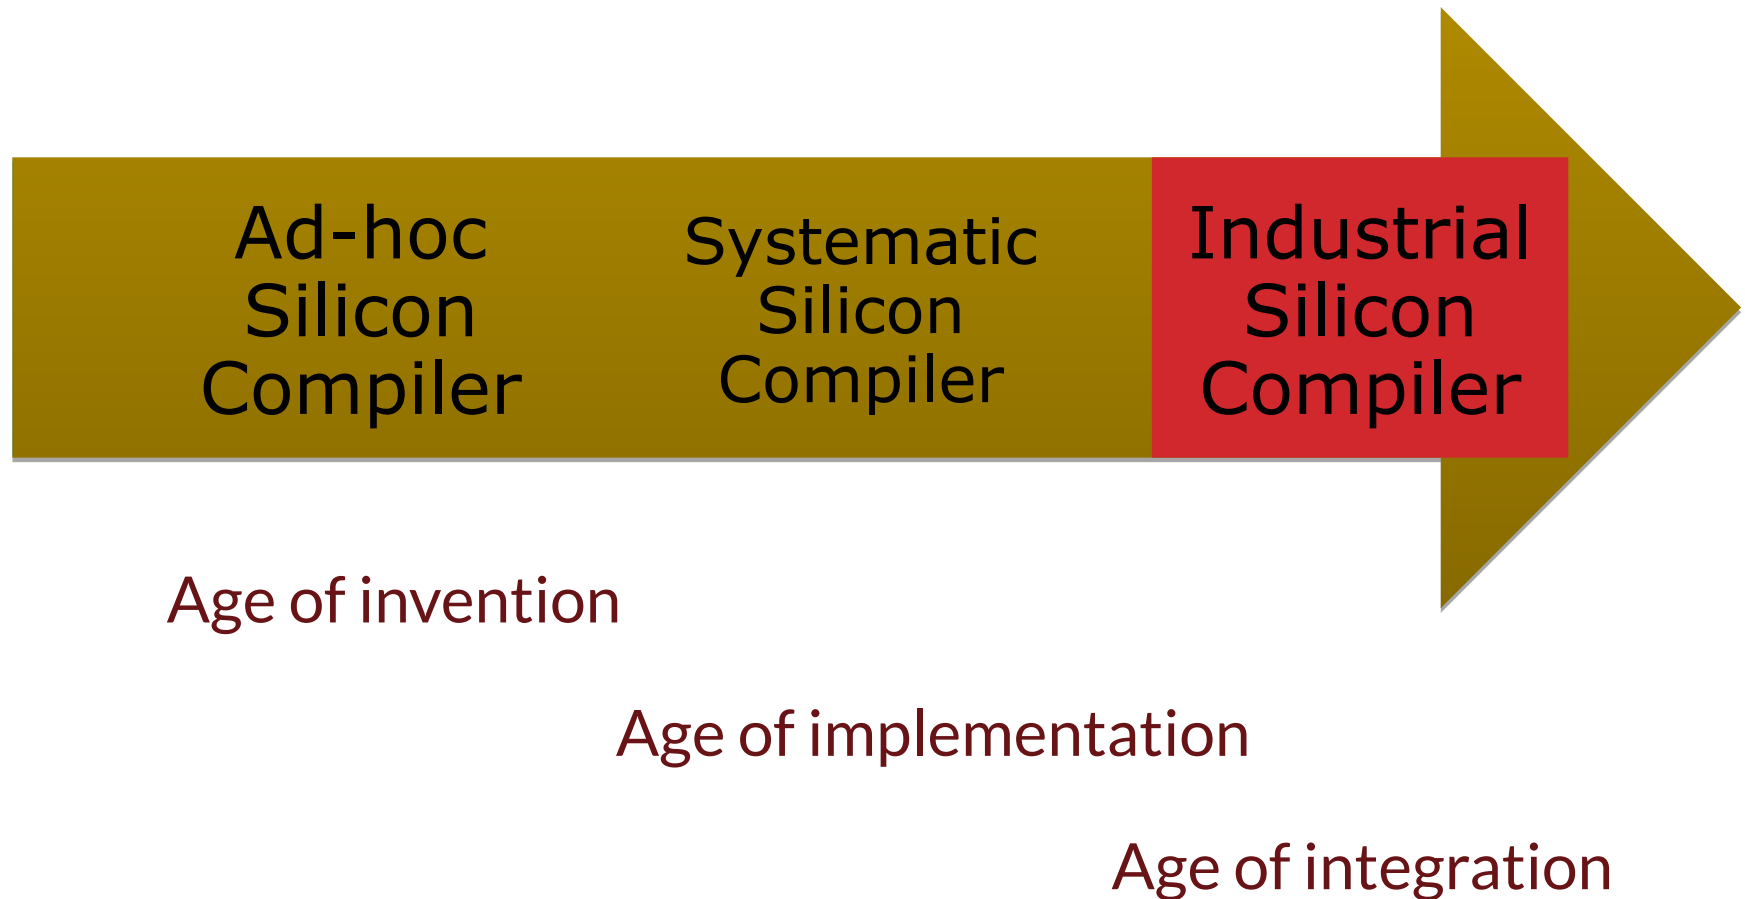 Ad-hoc
Silicon
Compiler
Systematic
Silicon
Compiler
Industrial
Silicon
Compiler
Age of invention
Age of implementation
Age of integration